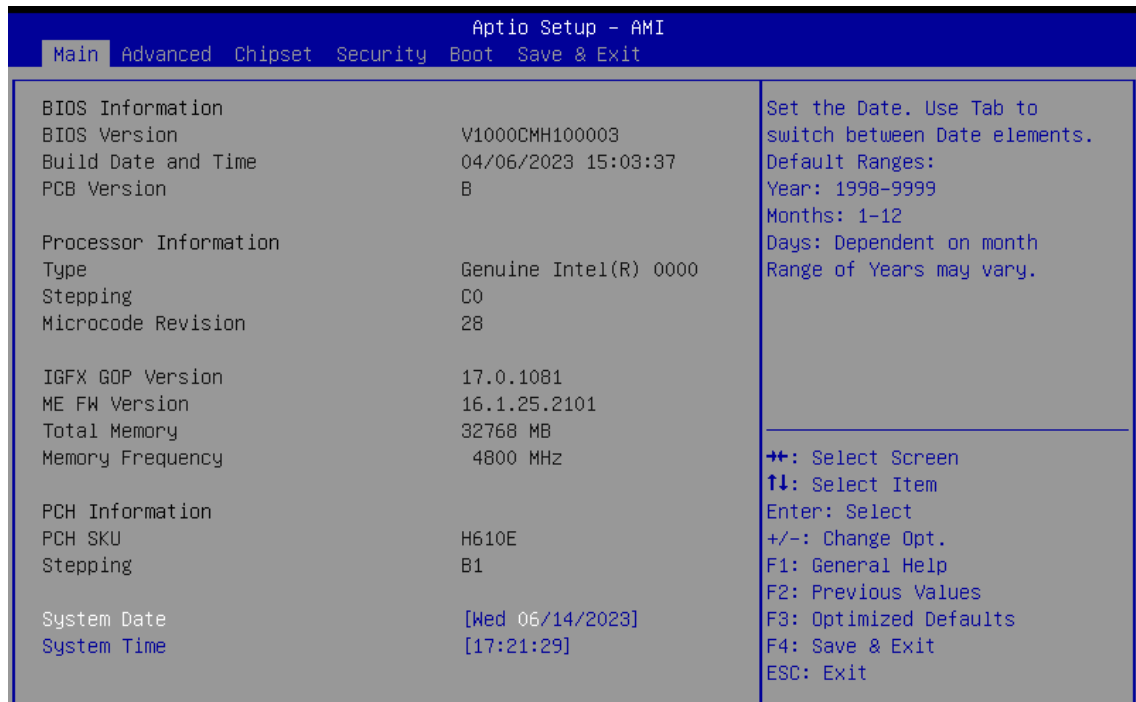 Aptio Setup – AMI
Main Advanced Chipset Security Boot Save & Exit
BIOS Information
BIOS Version V1000CMH100003
Build Date and Time 04/06/2023 15:03:37
PCB Version B
Processor Information
Type Genuine Intel(R) 0000
Stepping C0
Microcode Revision 28
IGFX GOP Version 17.0.1081
ME FW Version 16.1.25.2101
Total Memory 32768 MB
Memory Frequency 4800 MHz
PCH Information
PCH SKU H610E
Stepping B1
System Date [Wed 06/14/2023]
System Time [17:21:29]
Set the Date. Use Tab to
switch between Date elements.
Default Ranges:
Year: 1998-9999
Months: 1-12
Days: Dependent on month
Range of Years may vary.
→←: Select Screen
↑↓: Select Item
Enter: Select
+/-: Change Opt.
F1: General Help
F2: Previous Values
F3: Optimized Defaults
F4: Save & Exit
ESC: Exit